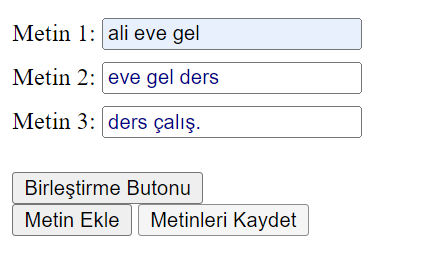 Metin 1: ali eve gel
Metin 2: eve gel ders
Metin 3: ders çalış.
Birleştirme Butonu
Metin Ekle Metinleri Kaydet